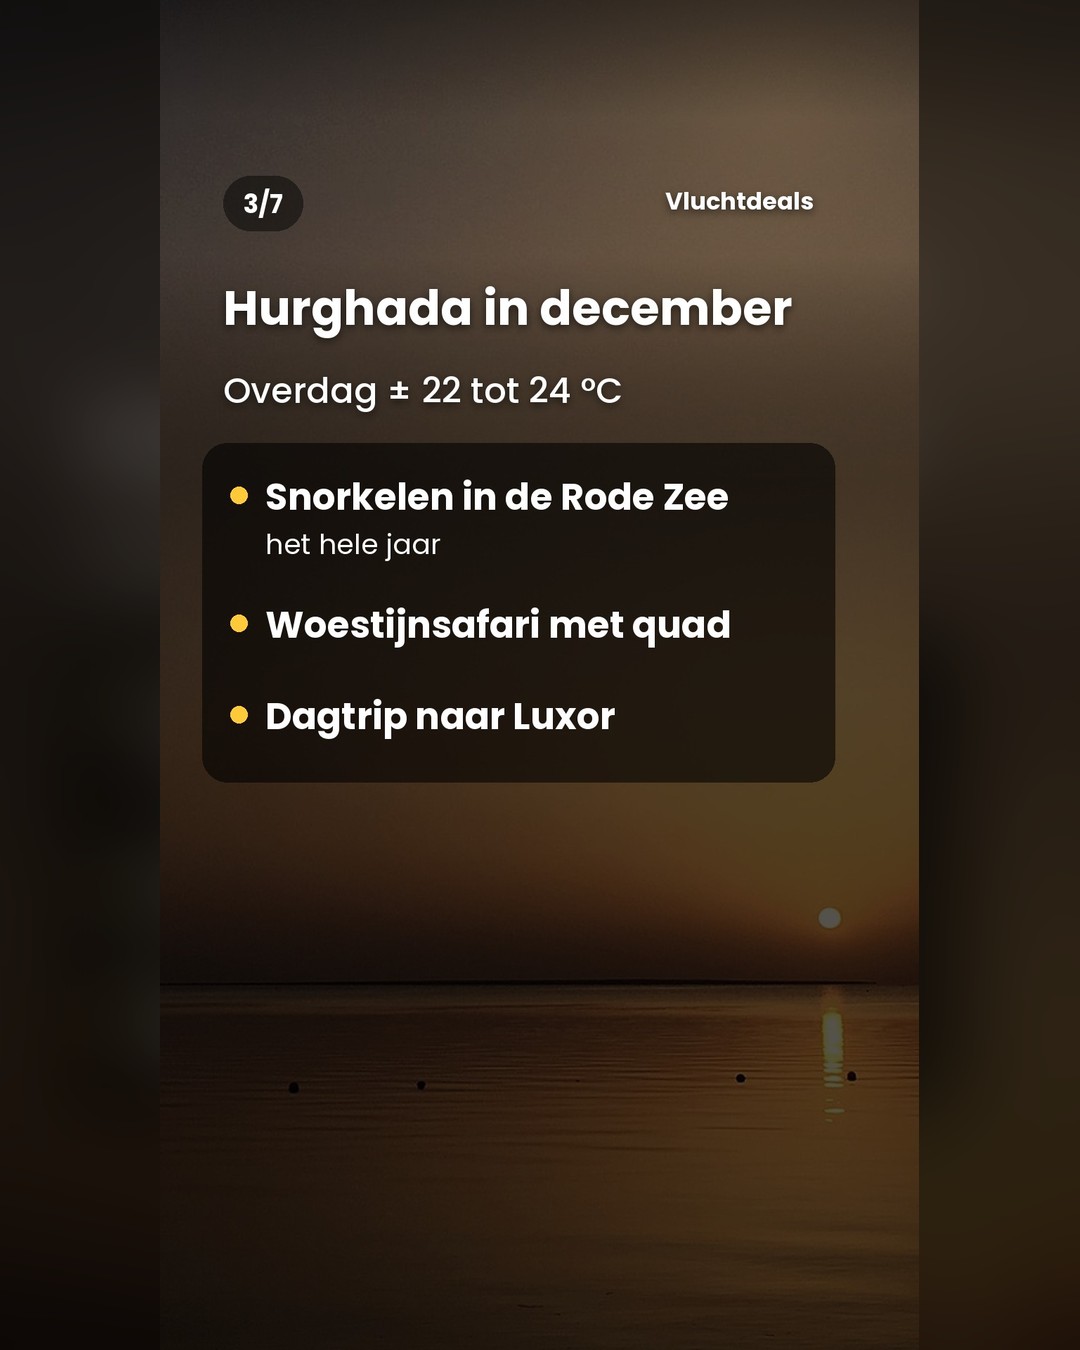 3/7
Vluchtdeals
Hurghada in december
Overdag ± 22 tot 24 °C
Snorkelen in de Rode Zee
het hele jaar
Woestijnsafari met quad
Dagtrip naar Luxor